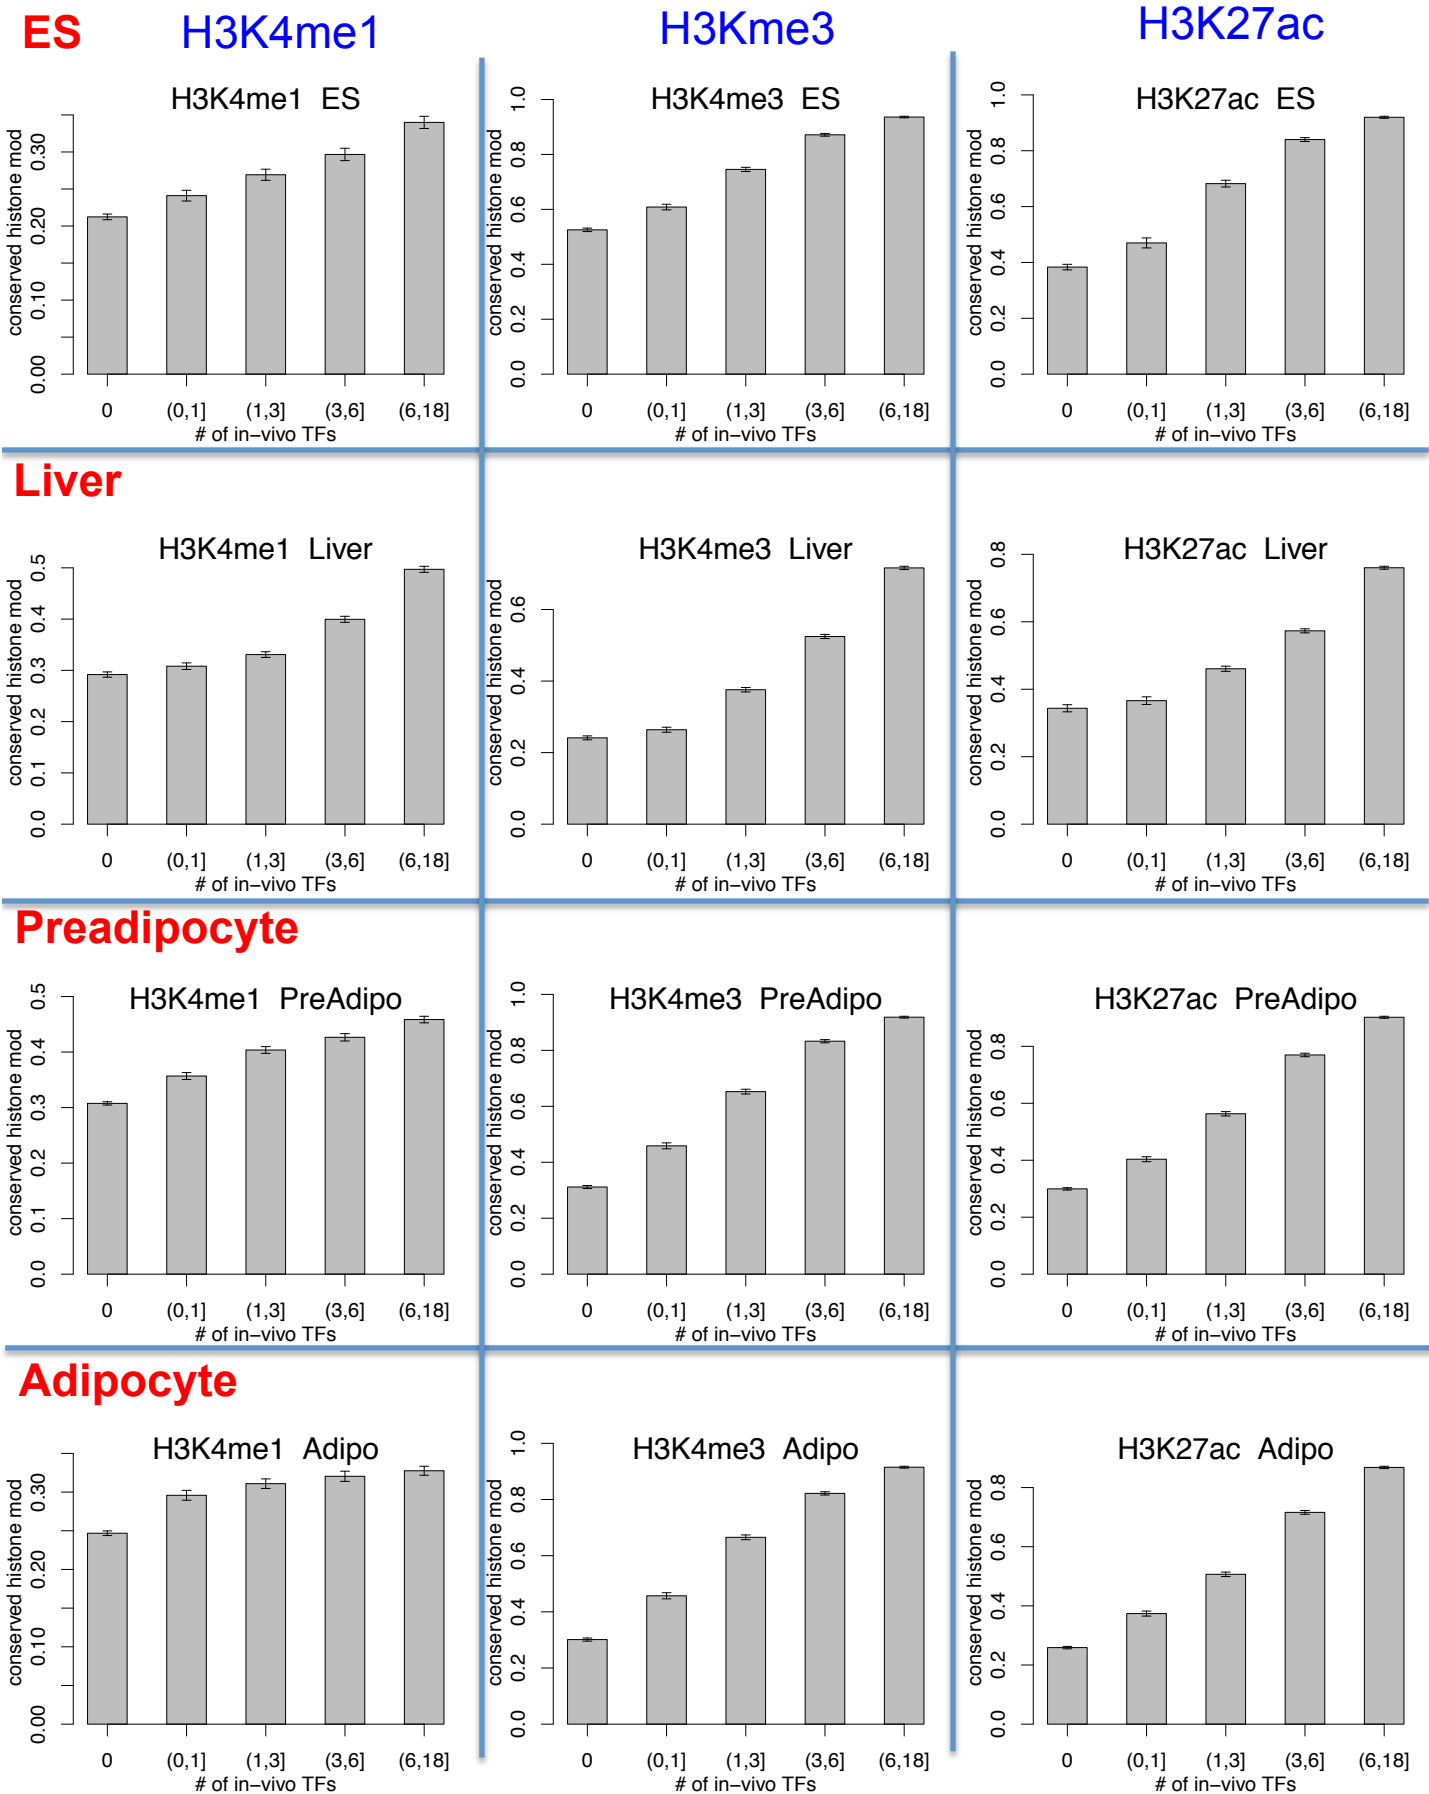 ES H3K4me1 H3Kme3 H3K27ac
H3K4me1 ES
conserved histone mod
0.00 0.10 0.20 0.30
0 (0,1] (1,3] (3,6] (6,18]
# of in-vivo TFs
H3K4me3 ES
conserved histone mod
0.0 0.2 0.4 0.6 0.8 1.0
0 (0,1] (1,3] (3,6] (6,18]
# of in-vivo TFs
H3K27ac ES
conserved histone mod
0.0 0.2 0.4 0.6 0.8 1.0
0 (0,1] (1,3] (3,6] (6,18]
# of in-vivo TFs
Liver
H3K4me1 Liver
conserved histone mod
0.0 0.1 0.2 0.3 0.4 0.5
0 (0,1] (1,3] (3,6] (6,18]
# of in-vivo TFs
H3K4me3 Liver
conserved histone mod
0.0 0.2 0.4 0.6
0 (0,1] (1,3] (3,6] (6,18]
# of in-vivo TFs
H3K27ac Liver
conserved histone mod
0.0 0.2 0.4 0.6 0.8
0 (0,1] (1,3] (3,6] (6,18]
# of in-vivo TFs
Preadipocyte
H3K4me1 PreAdipo
conserved histone mod
0.0 0.1 0.2 0.3 0.4 0.5
0 (0,1] (1,3] (3,6] (6,18]
# of in-vivo TFs
H3K4me3 PreAdipo
conserved histone mod
0.0 0.2 0.4 0.6 0.8 1.0
0 (0,1] (1,3] (3,6] (6,18]
# of in-vivo TFs
H3K27ac PreAdipo
conserved histone mod
0.0 0.2 0.4 0.6 0.8
0 (0,1] (1,3] (3,6] (6,18]
# of in-vivo TFs
Adipocyte
H3K4me1 Adipo
conserved histone mod
0.00 0.10 0.20 0.30
0 (0,1] (1,3] (3,6] (6,18]
# of in-vivo TFs
H3K4me3 Adipo
conserved histone mod
0.0 0.2 0.4 0.6 0.8 1.0
0 (0,1] (1,3] (3,6] (6,18]
# of in-vivo TFs
H3K27ac Adipo
conserved histone mod
0.0 0.2 0.4 0.6 0.8
0 (0,1] (1,3] (3,6] (6,18]
# of in-vivo TFs